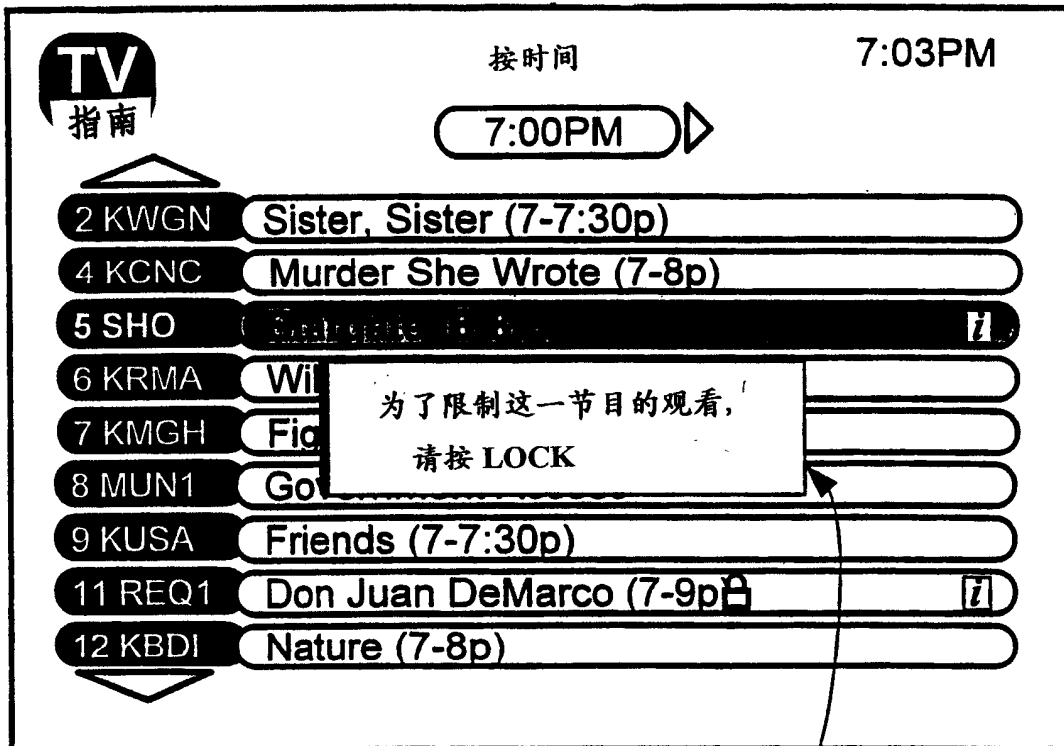 TV
指南
按时间
7:03PM
7:00PM
2 KWGN Sister, Sister (7-7:30p)
4 KCNC Murder She Wrote (7-8p)
5 SHO i
6 KRMA Wi
为了限制这一节目的观看,
7 KMGH Fig
请按 LOCK
8 MUN1
9 KUSA Friends (7-7:30p)
11 REQ1 Don Juan DeMarco (7-9p i
12 KBDI Nature (7-8p)